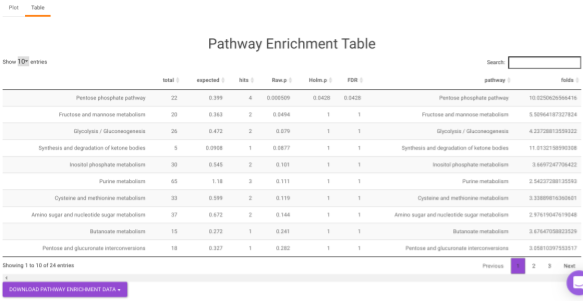 Plot Table
Pathway Enrichment Table
Show 10 entries Search:
total expected hits Raw.p Holm.p FDR pathway folds
Pentose phosphate pathway 22 0.399 4 0.000509 0.0428 0.0428 Pentose phosphate pathway 10.0250626566416
Fructose and mannose metabolism 20 0.363 2 0.0494 1 1 Fructose and mannose metabolism 5.50964187327824
Glycolysis / Gluconeogenesis 26 0.472 2 0.079 1 1 Glycolysis / Gluconeogenesis 4.23728813559322
Synthesis and degradation of ketone bodies 5 0.0908 1 0.0877 1 1 Synthesis and degradation of ketone bodies 11.0132158590308
Inositol phosphate metabolism 30 0.545 2 0.101 1 1 Inositol phosphate metabolism 3.6697247706422
Purine metabolism 65 1.18 3 0.111 1 1 Purine metabolism 2.54237288135593
Cysteine and methionine metabolism 33 0.599 2 0.119 1 1 Cysteine and methionine metabolism 3.33889816360601
Amino sugar and nucleotide sugar metabolism 37 0.672 2 0.144 1 1 Amino sugar and nucleotide sugar metabolism 2.97619047619048
Butanoate metabolism 15 0.272 1 0.241 1 1 Butanoate metabolism 3.67647058823529
Pentose and glucuronate interconversions 18 0.327 1 0.282 1 1 Pentose and glucuronate interconversions 3.05810397553517
Showing 1 to 10 of 24 entries Previous 1 2 3 Next
DOWNLOAD PATHWAY ENRICHMENT DATA